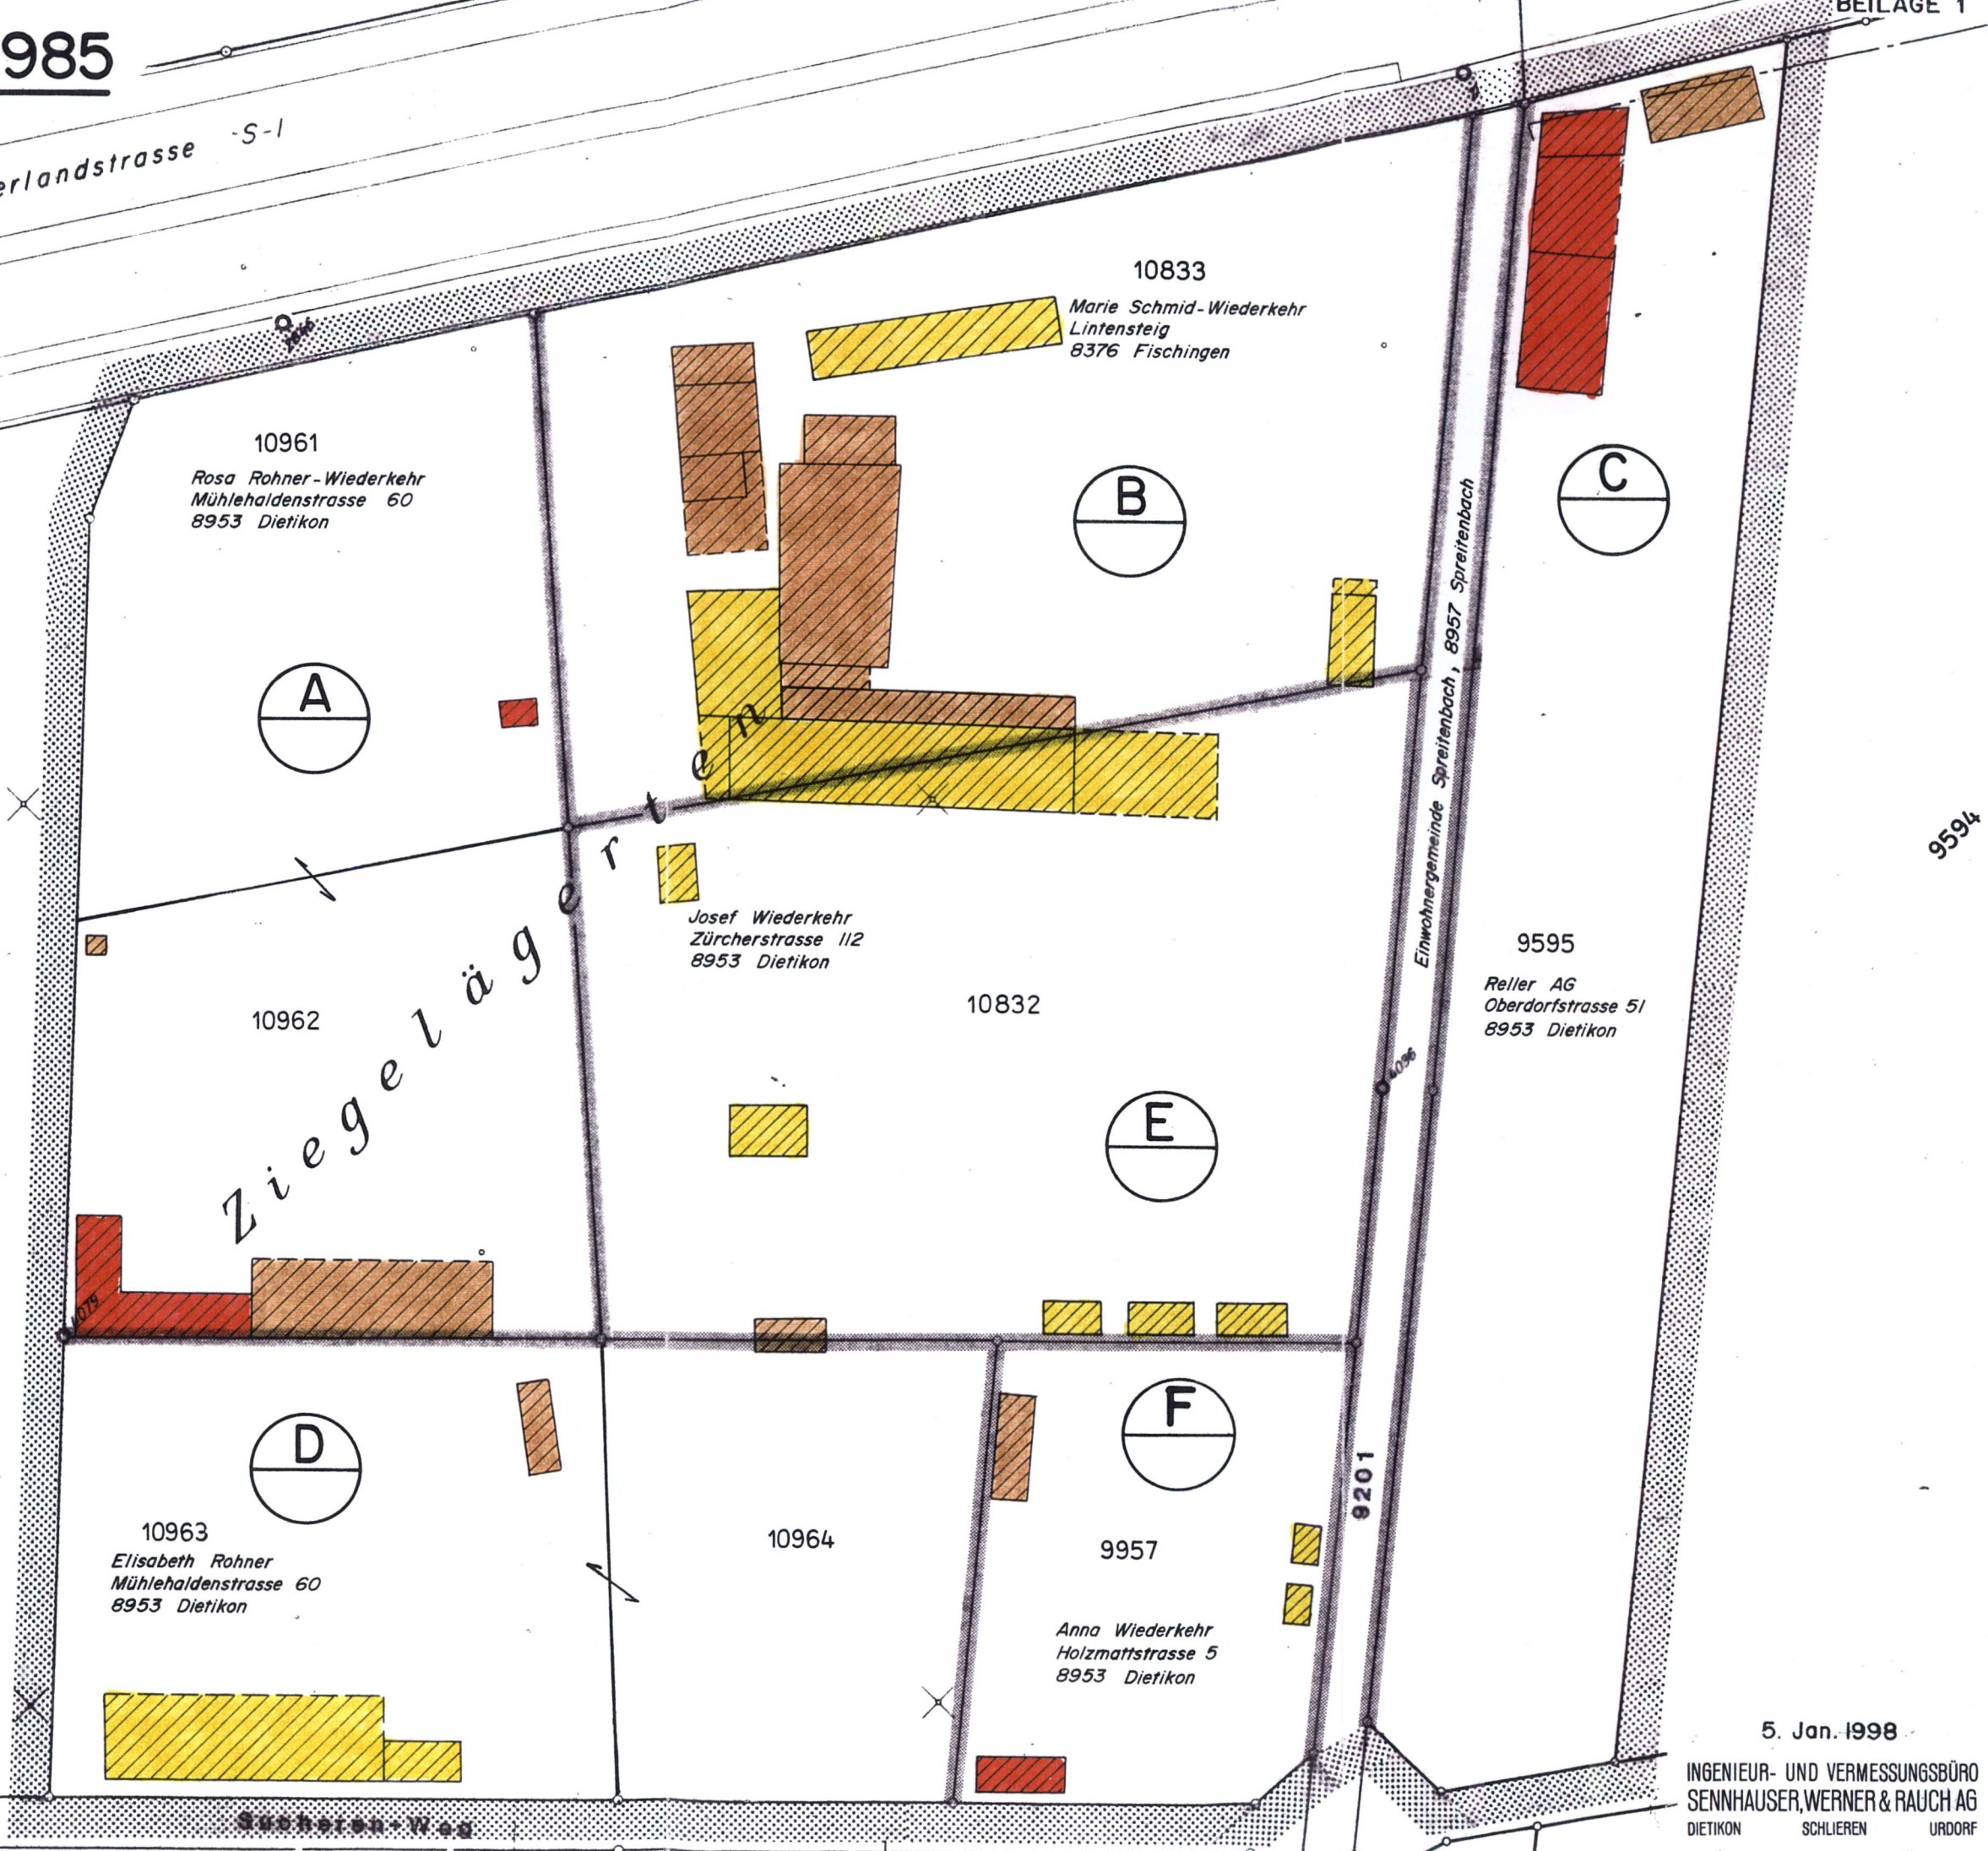 BEILAGE 1
985
erlandstrasse -S-1
10833
Marie Schmid-Wiederkehr
Lintensteig
8376 Fischingen
10961
Rosa Rohner-Wiederkehr
Mühlehaldenstrasse 60
8953 Dietikon
A
B
C
Einwohnergemeinde Spreitenbach, 8957 Spreitenbach
9594
Ziegelägerten
Josef Wiederkehr
Zürcherstrasse 112
8953 Dietikon
10832
9595
Reller AG
Oberdorfstrasse 51
8953 Dietikon
10962
4036
E
D
F
9201
10963
Elisabeth Rohner
Mühlehaldenstrasse 60
8953 Dietikon
10964
9957
Anna Wiederkehr
Holzmattstrasse 5
8953 Dietikon
Sucheren-Weg
5. Jan. 1998
INGENIEUR- UND VERMESSUNGSBÜRO
SENNHAUSER, WERNER & RAUCH AG
DIETIKON SCHLIEREN URDORF